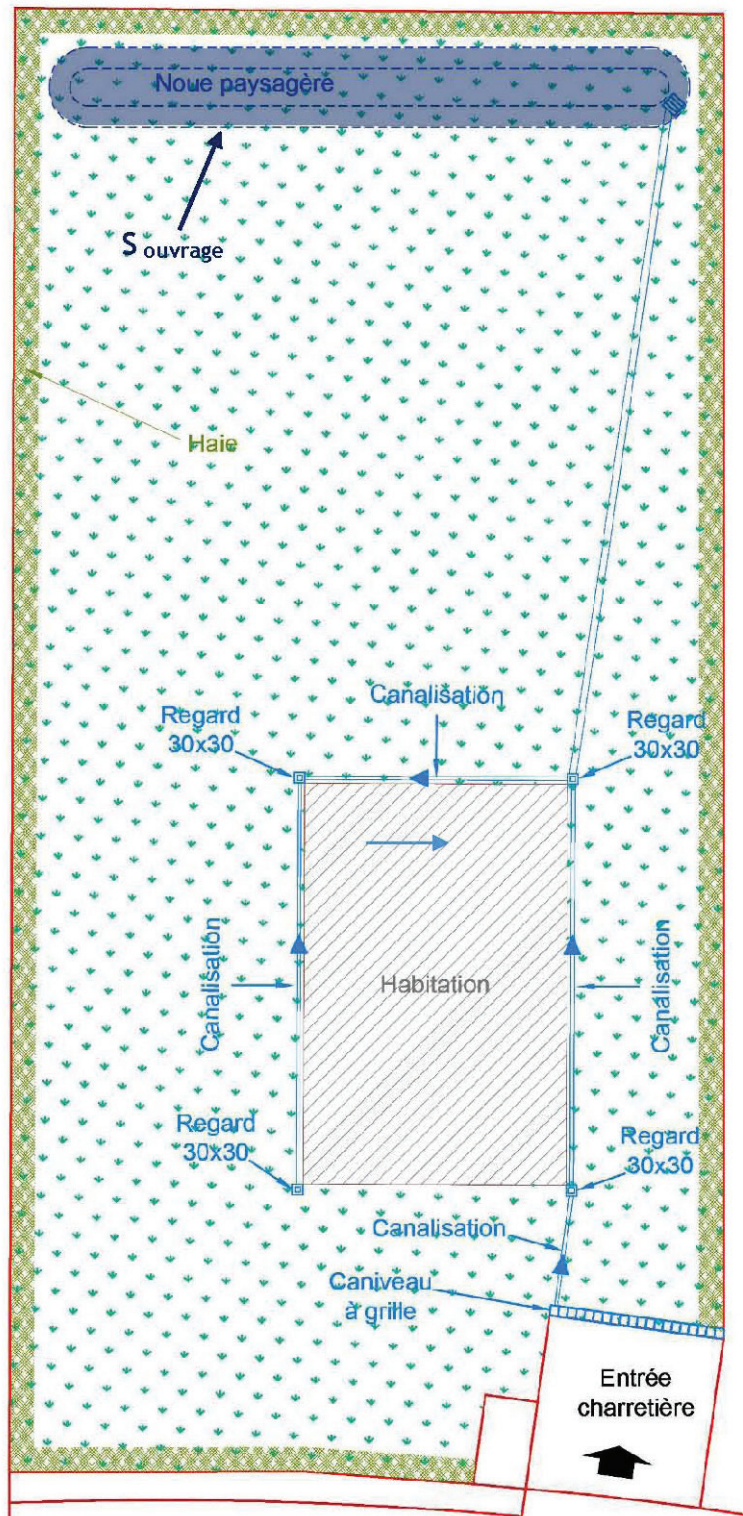 Noue paysagère
S ouvrage
Haie
Canalisation
Regard
30x30
Regard
30x30
Canalisation
Habitation
Canalisation
Regard
30x30
Regard
30x30
Canalisation
Caniveau
à grille
Entrée
charretière